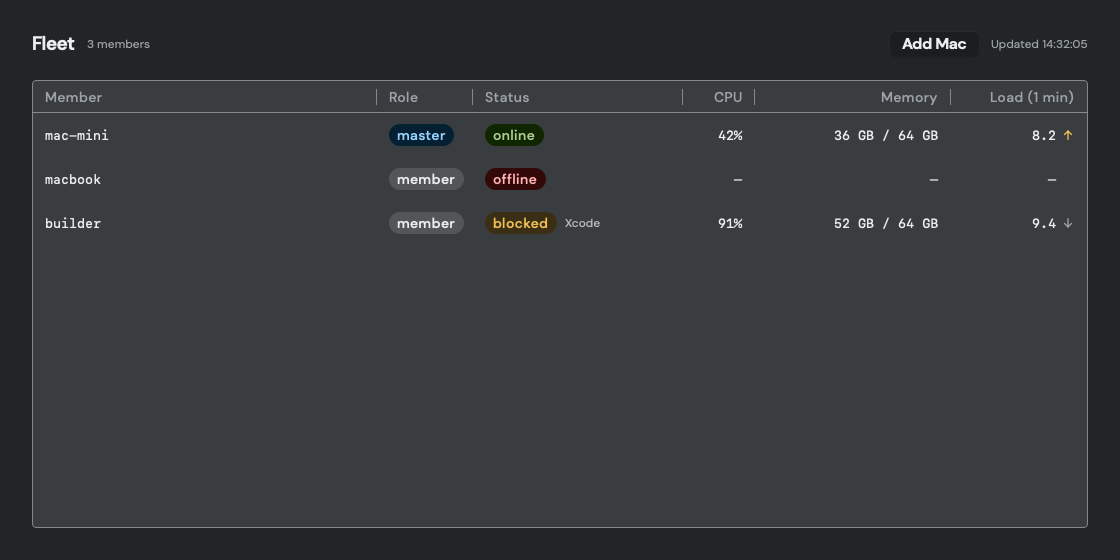 Fleet 3 members Add Mac Updated 14:32:05
Member Role Status CPU Memory Load (1 min)
mac-mini master online 42% 36 GB / 64 GB 8.2 ↑
macbook member offline — — —
builder member blocked Xcode 91% 52 GB / 64 GB 9.4 ↓